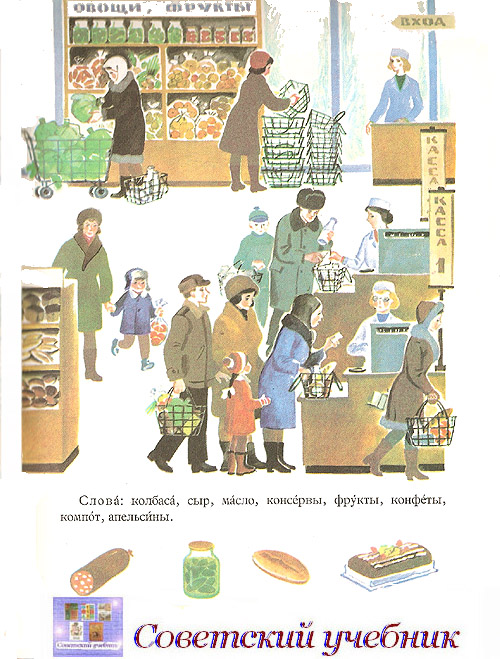 ОВОЩИ, ФРУКТЫ
ВХОД
КАССА
КАССА 1
Слова́: колбаса́, сыр, ма́сло, консе́рвы, фру́кты, конфе́ты,
компо́т, апельси́ны.
Советский учебник
Советский учебник